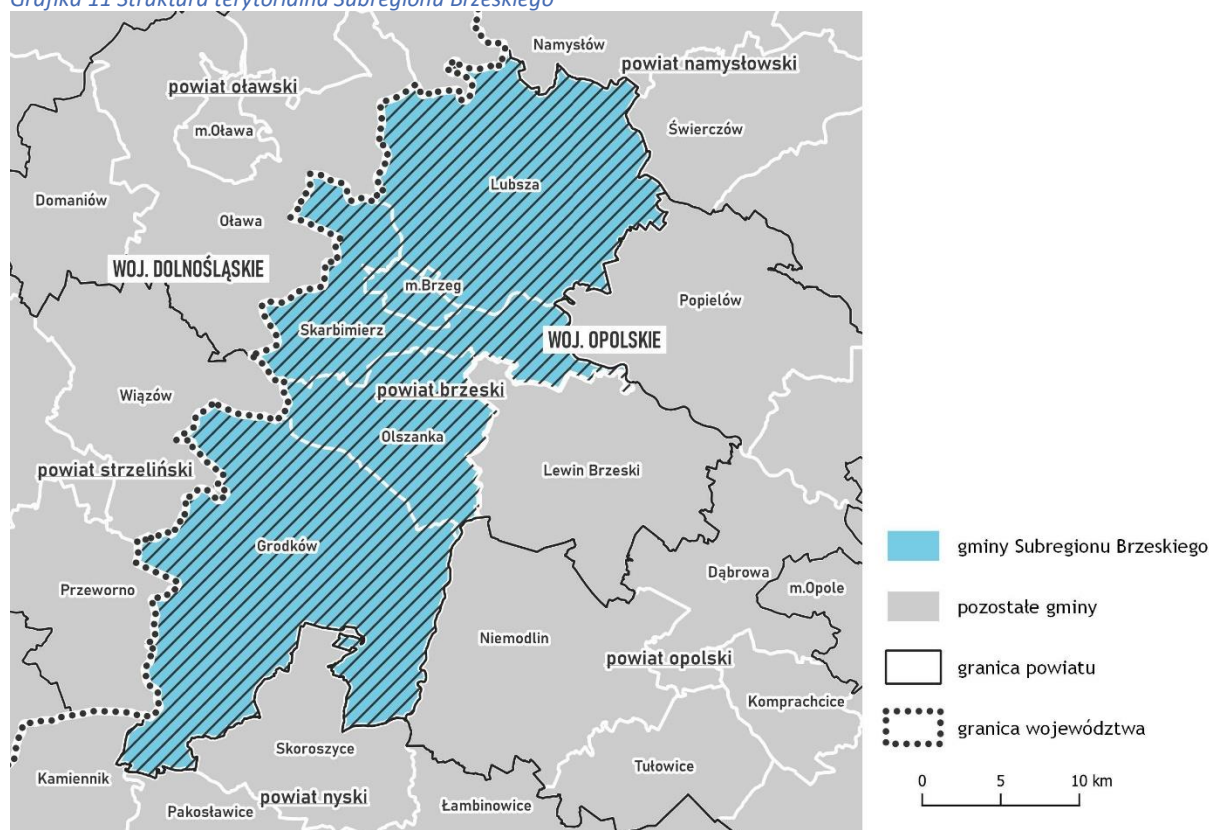 Grafika 11 Struktura terytorialna Subregionu Brzeskiego
Namysłów
powiat namysłowski
powiat oławski
m.Oława
Świerczów
Lubsza
Domaniów
Oława
WOJ. DOLNOŚLĄSKIE
m.Brzeg
Popielów
Skarbimierz
WOJ. OPOLSKIE
Wiązów
powiat brzeski
Olszanka
powiat strzeliński
Lewin Brzeski
Grodków
Dąbrowa
Przeworno
m.Opole
Niemodlin
powiat opolski
Komprachcice
Skoroszyce
Tułowice
Kamiennik
powiat nyski
Pakosławice
Łambinowice
gminy Subregionu Brzeskiego
pozostałe gminy
granica powiatu
granica województwa
0 5 10 km